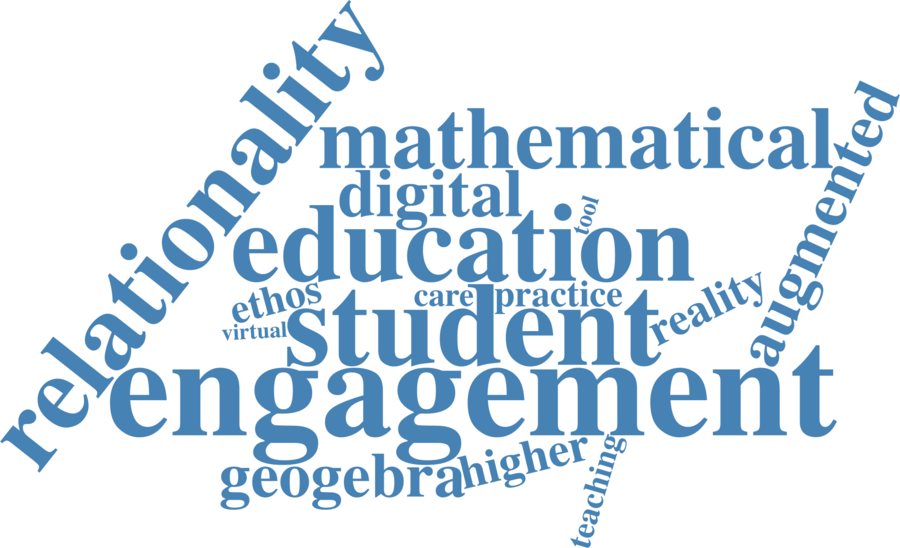 relationality
mathematical
augmented
digital
tool
education
ethos
care
practice
reality
virtual
student
engagement
geogebra
higher
teaching